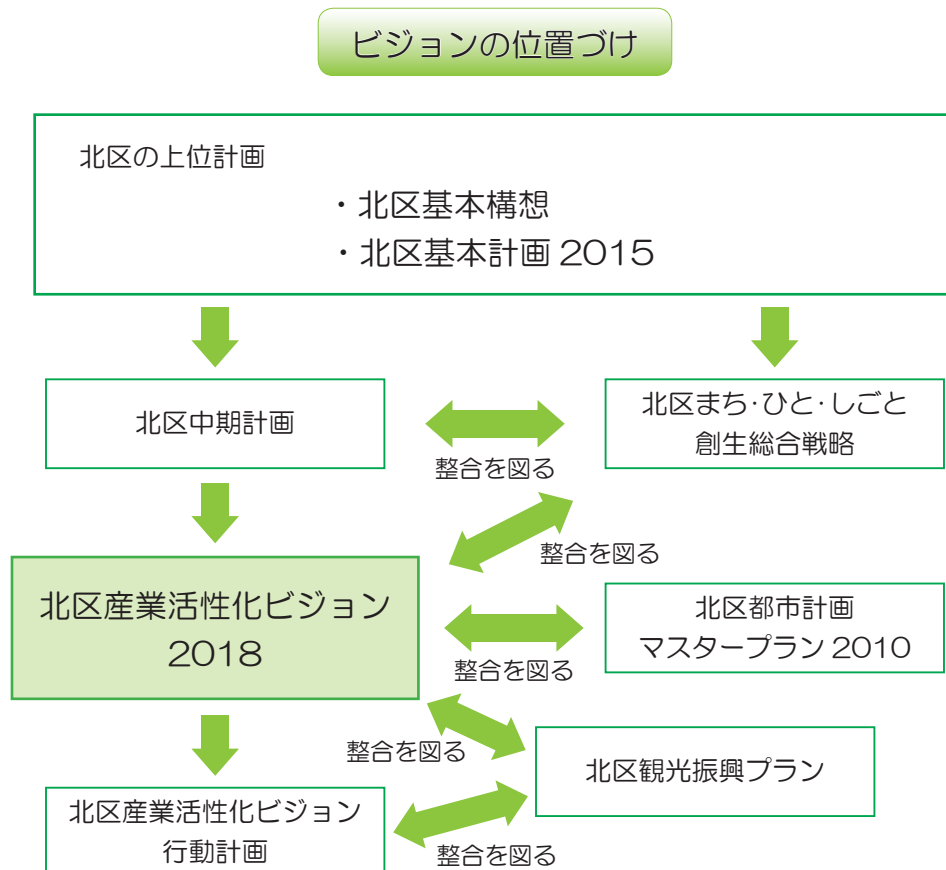 ビジョンの位置づけ
北区の上位計画
・北区基本構想
・北区基本計画 2015
北区中期計画
整合を図る
北区まち・ひと・しごと
創生総合戦略
整合を図る
北区産業活性化ビジョン
2018
整合を図る
北区都市計画
マスタープラン 2010
整合を図る
北区観光振興プラン
北区産業活性化ビジョン
行動計画
整合を図る